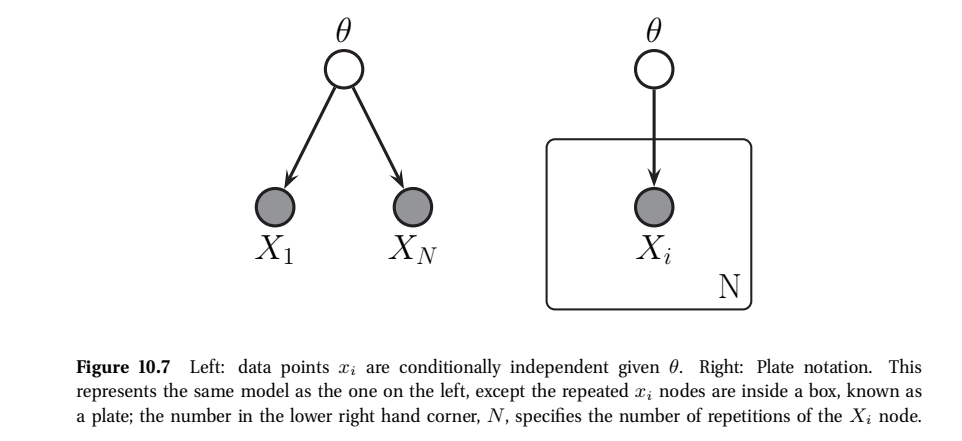 θ θ
X₁ X_N Xᵢ
N
Figure 10.7 Left: data points xᵢ are conditionally independent given θ. Right: Plate notation. This
represents the same model as the one on the left, except the repeated xᵢ nodes are inside a box, known as
a plate; the number in the lower right hand corner, N, specifies the number of repetitions of the Xᵢ node.